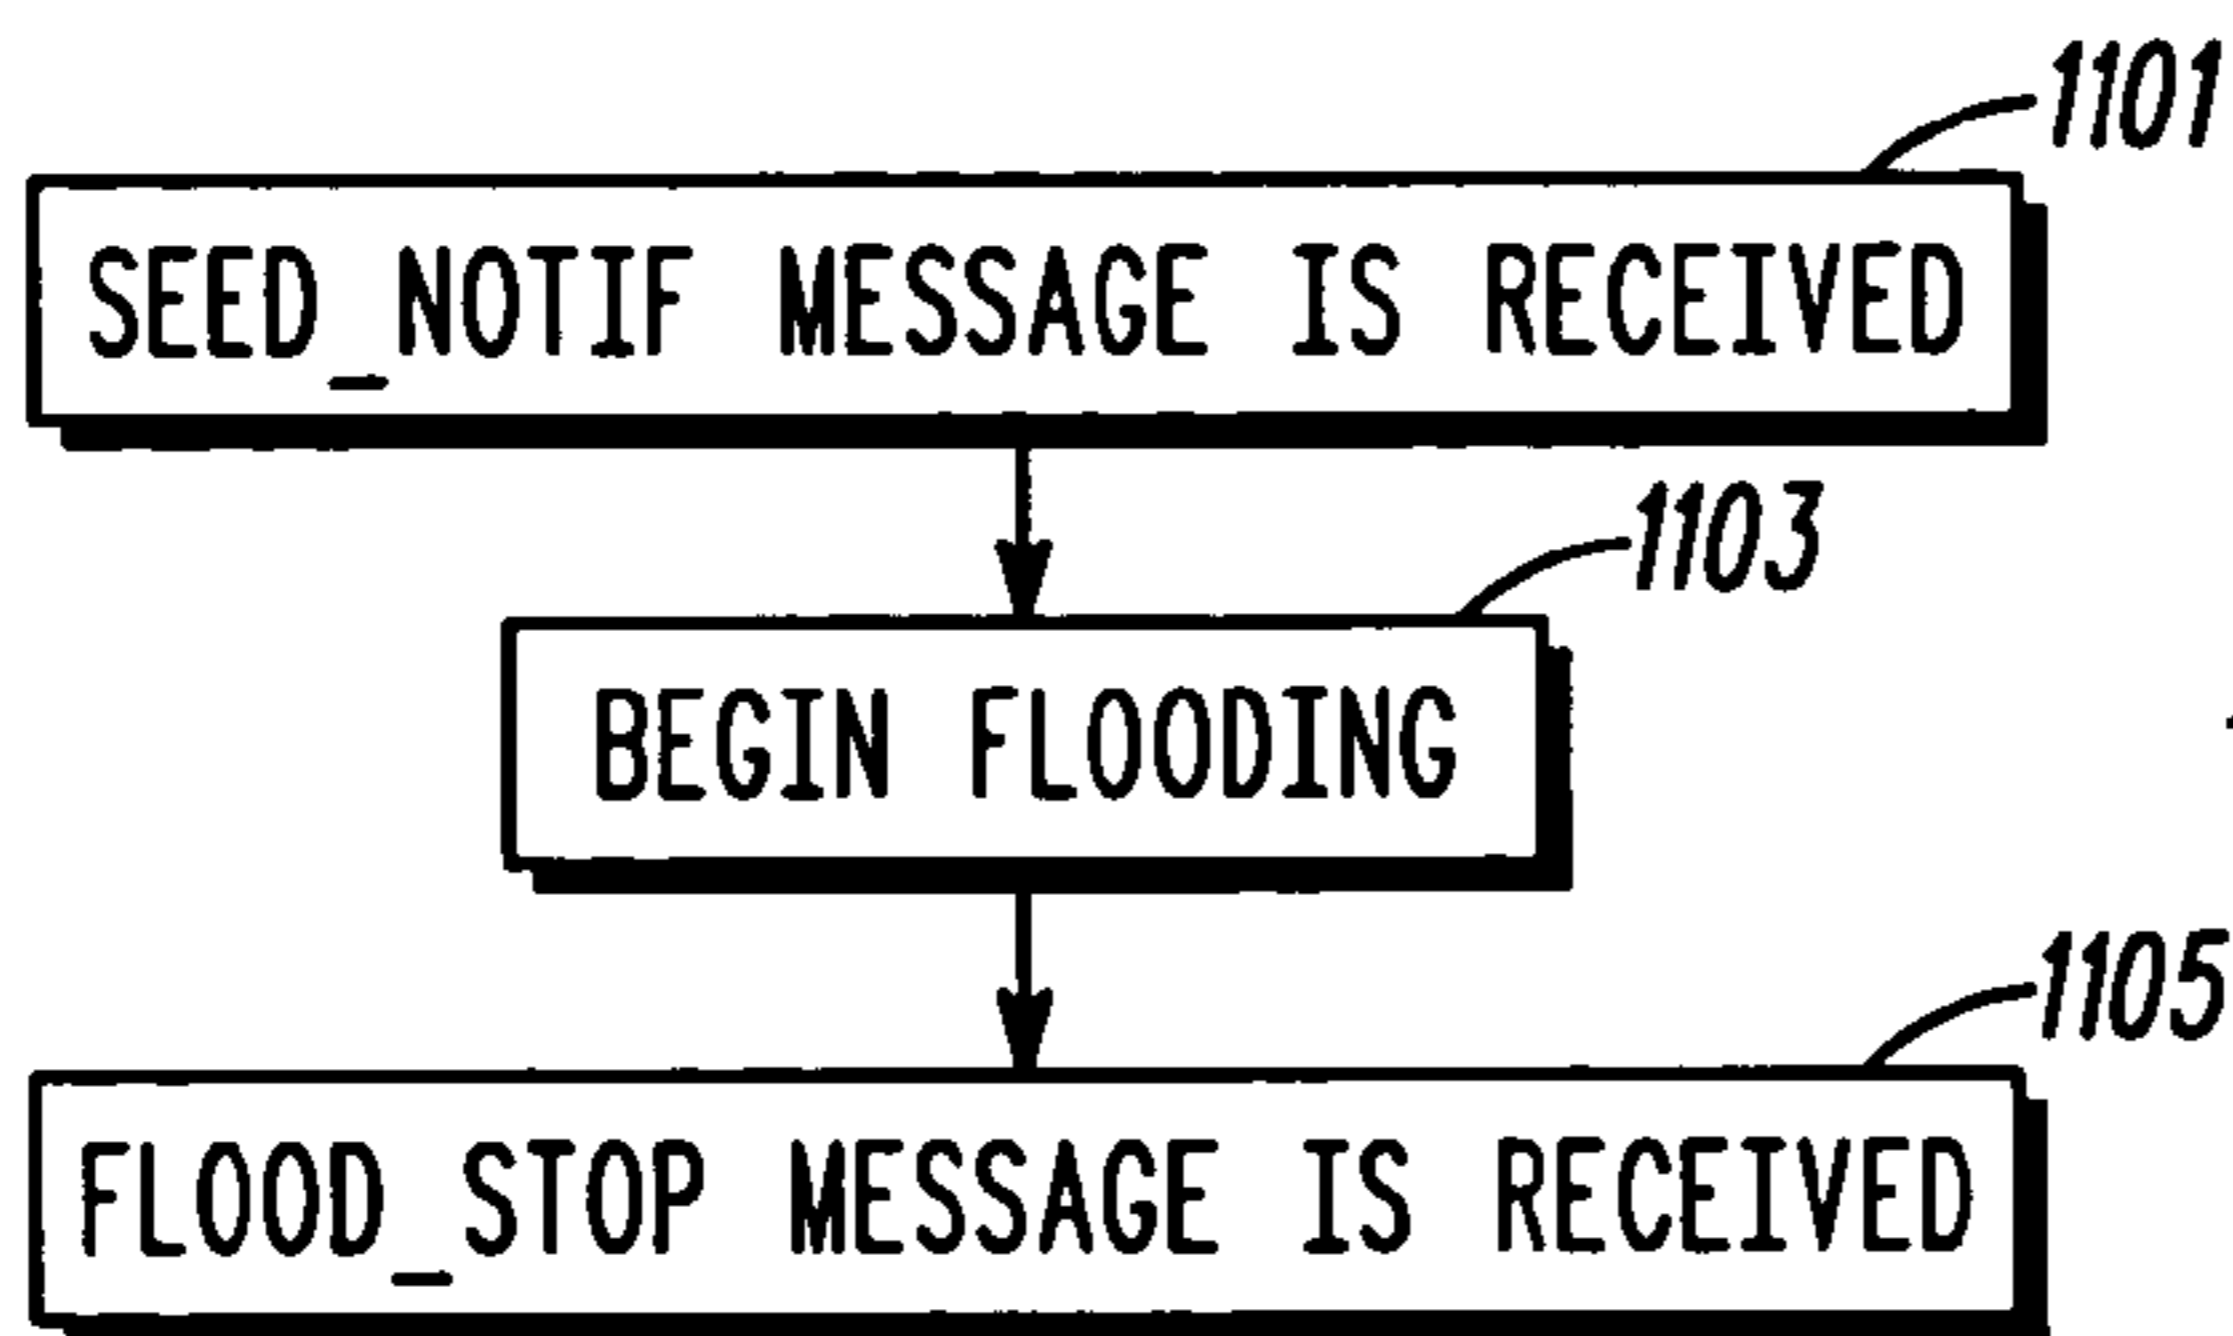 1101
SEED_NOTIF MESSAGE IS RECEIVED
1103
BEGIN FLOODING
1105
FLOOD_STOP MESSAGE IS RECEIVED